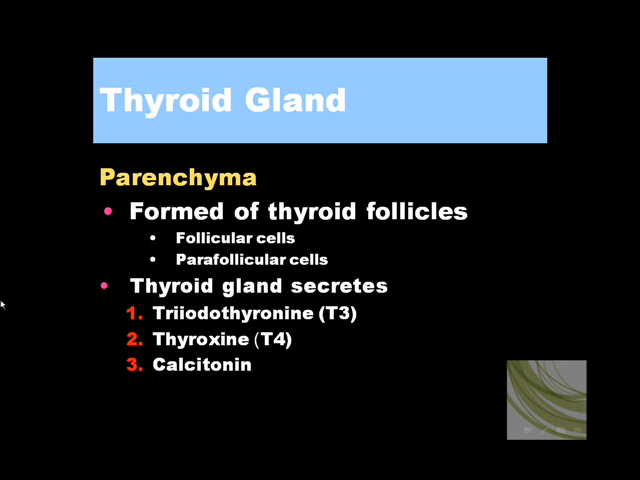 Thyroid Gland
Parenchyma
• Formed of thyroid follicles
• Follicular cells
• Parafollicular cells
• Thyroid gland secretes
1. Triiodothyronine (T3)
2. Thyroxine (T4)
3. Calcitonin